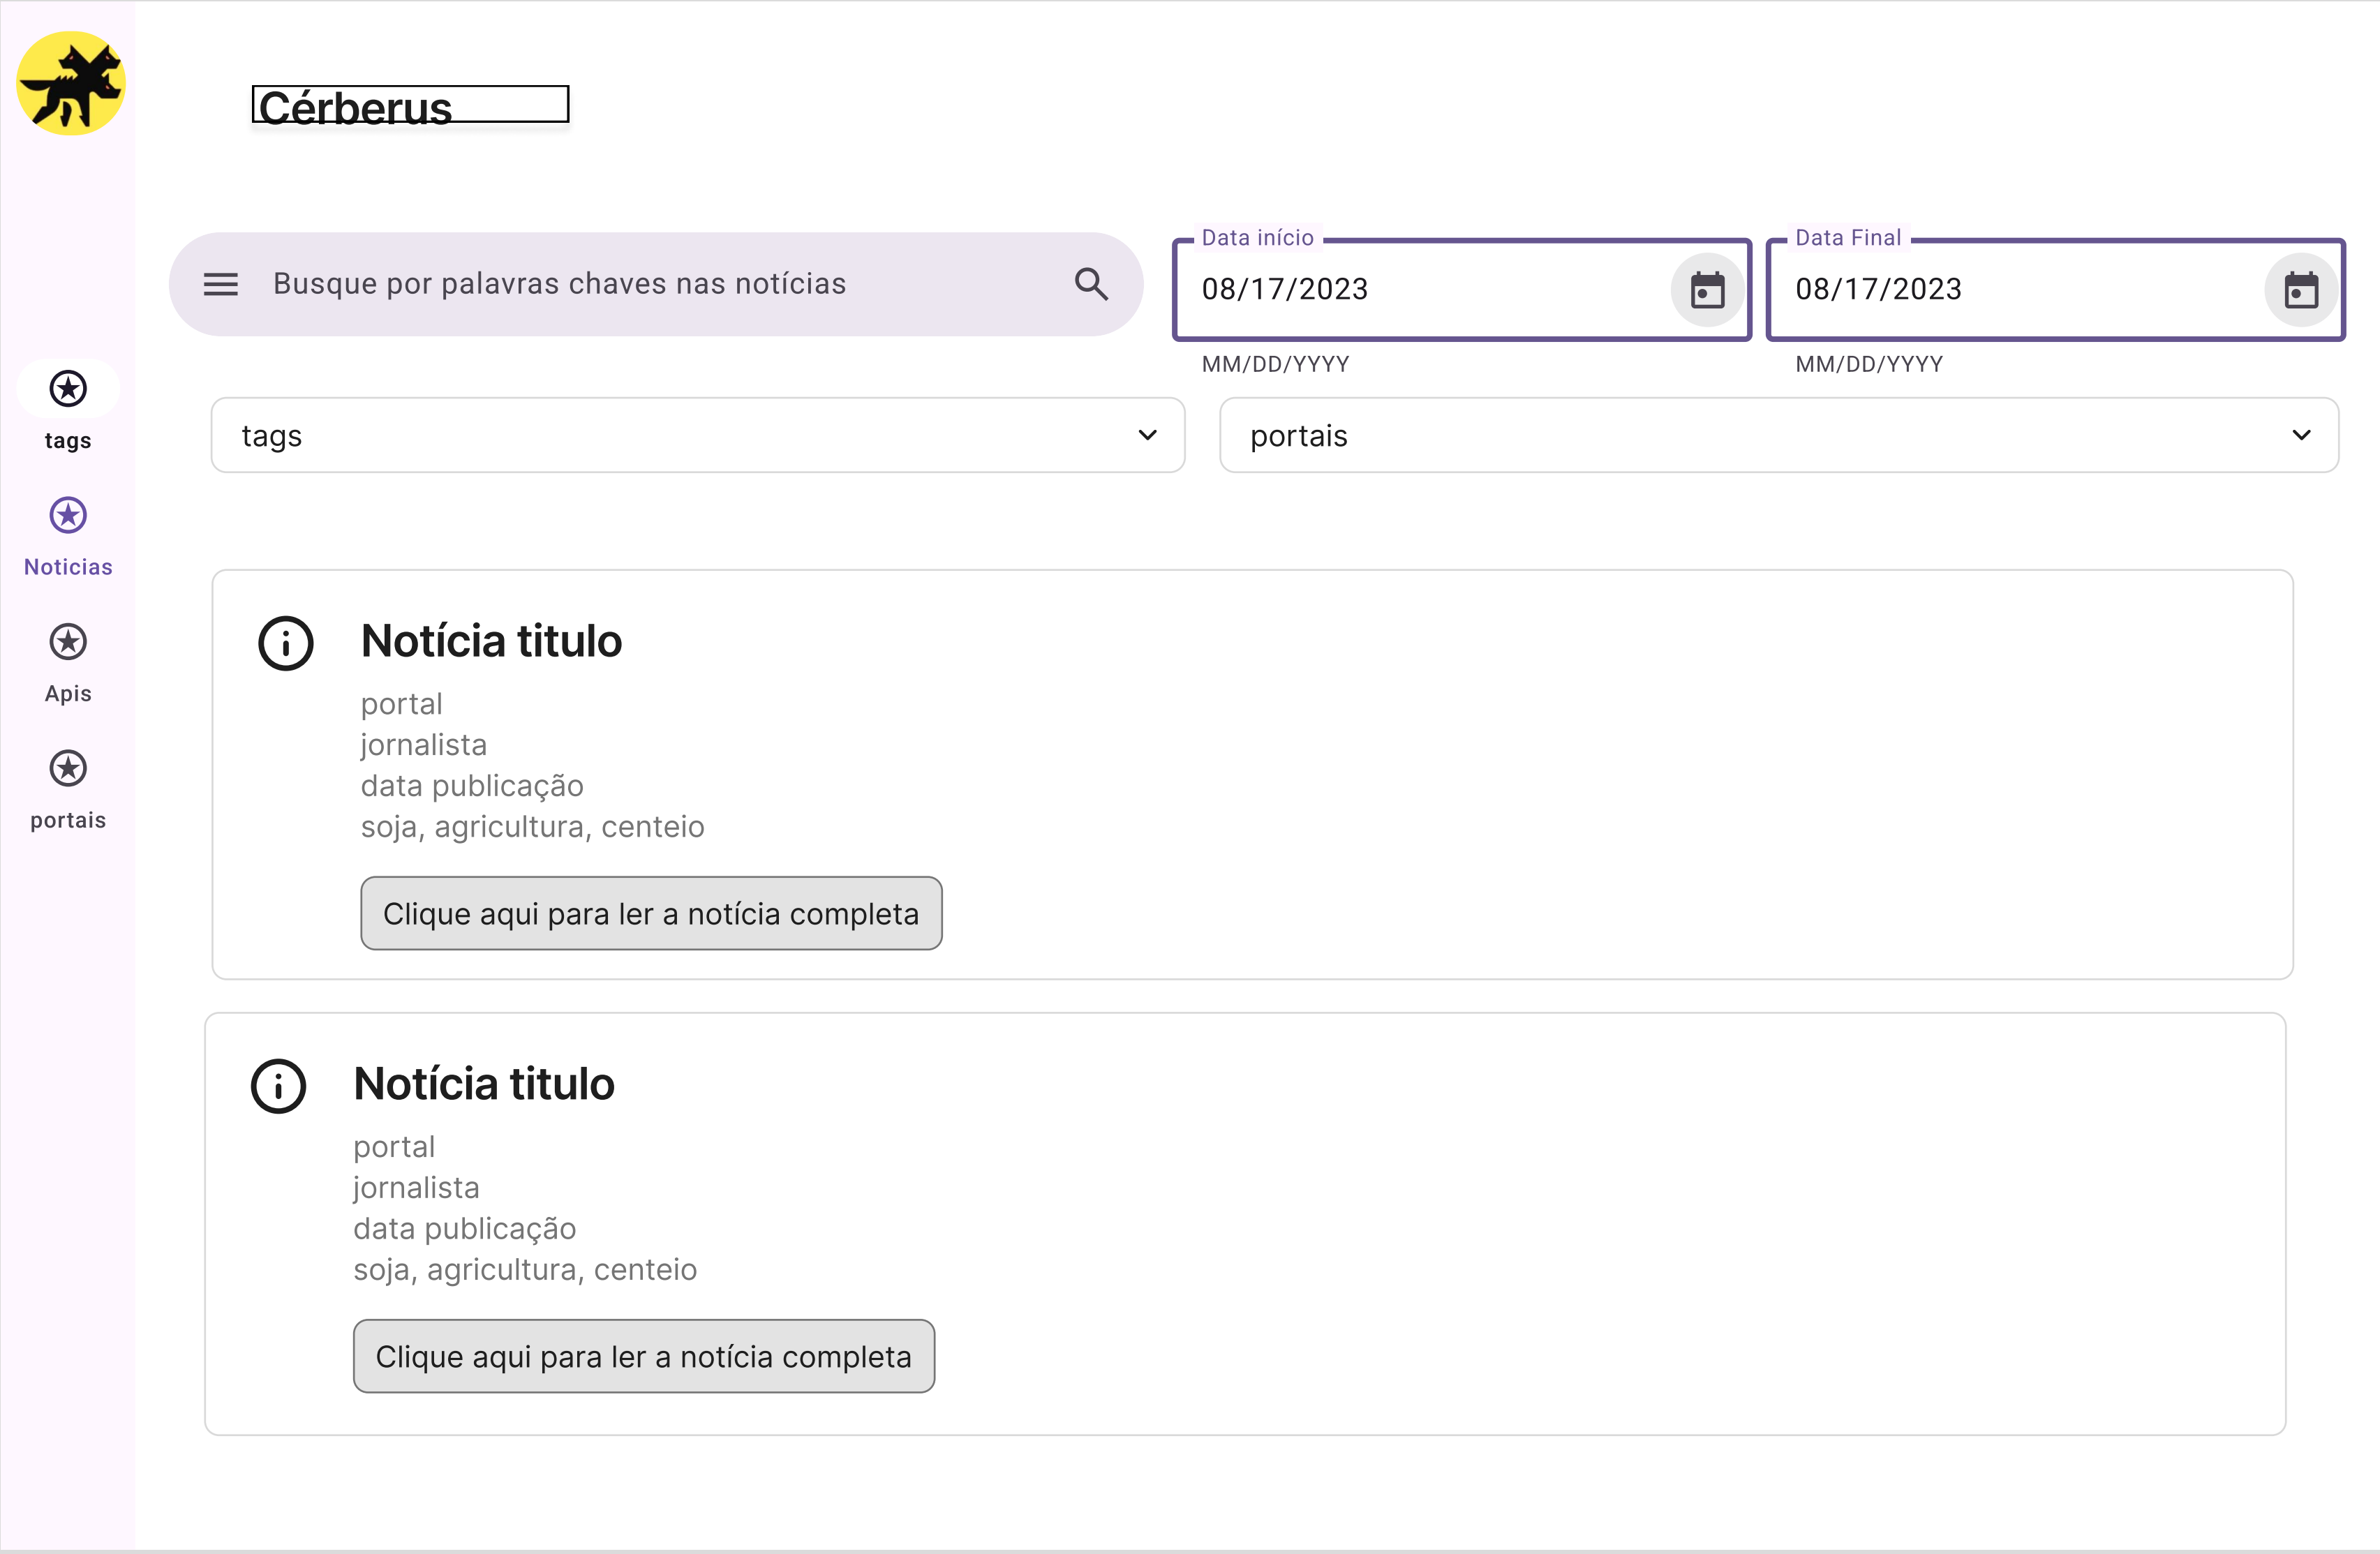 Cérberus
Busque por palavras chaves nas notícias
Data início
08/17/2023
MM/DD/YYYY
Data Final
08/17/2023
MM/DD/YYYY
tags
portais
tags
Noticias
Apis
portais
Notícia titulo
portal
jornalista
data publicação
soja, agricultura, centeio
Clique aqui para ler a notícia completa
Notícia titulo
portal
jornalista
data publicação
soja, agricultura, centeio
Clique aqui para ler a notícia completa